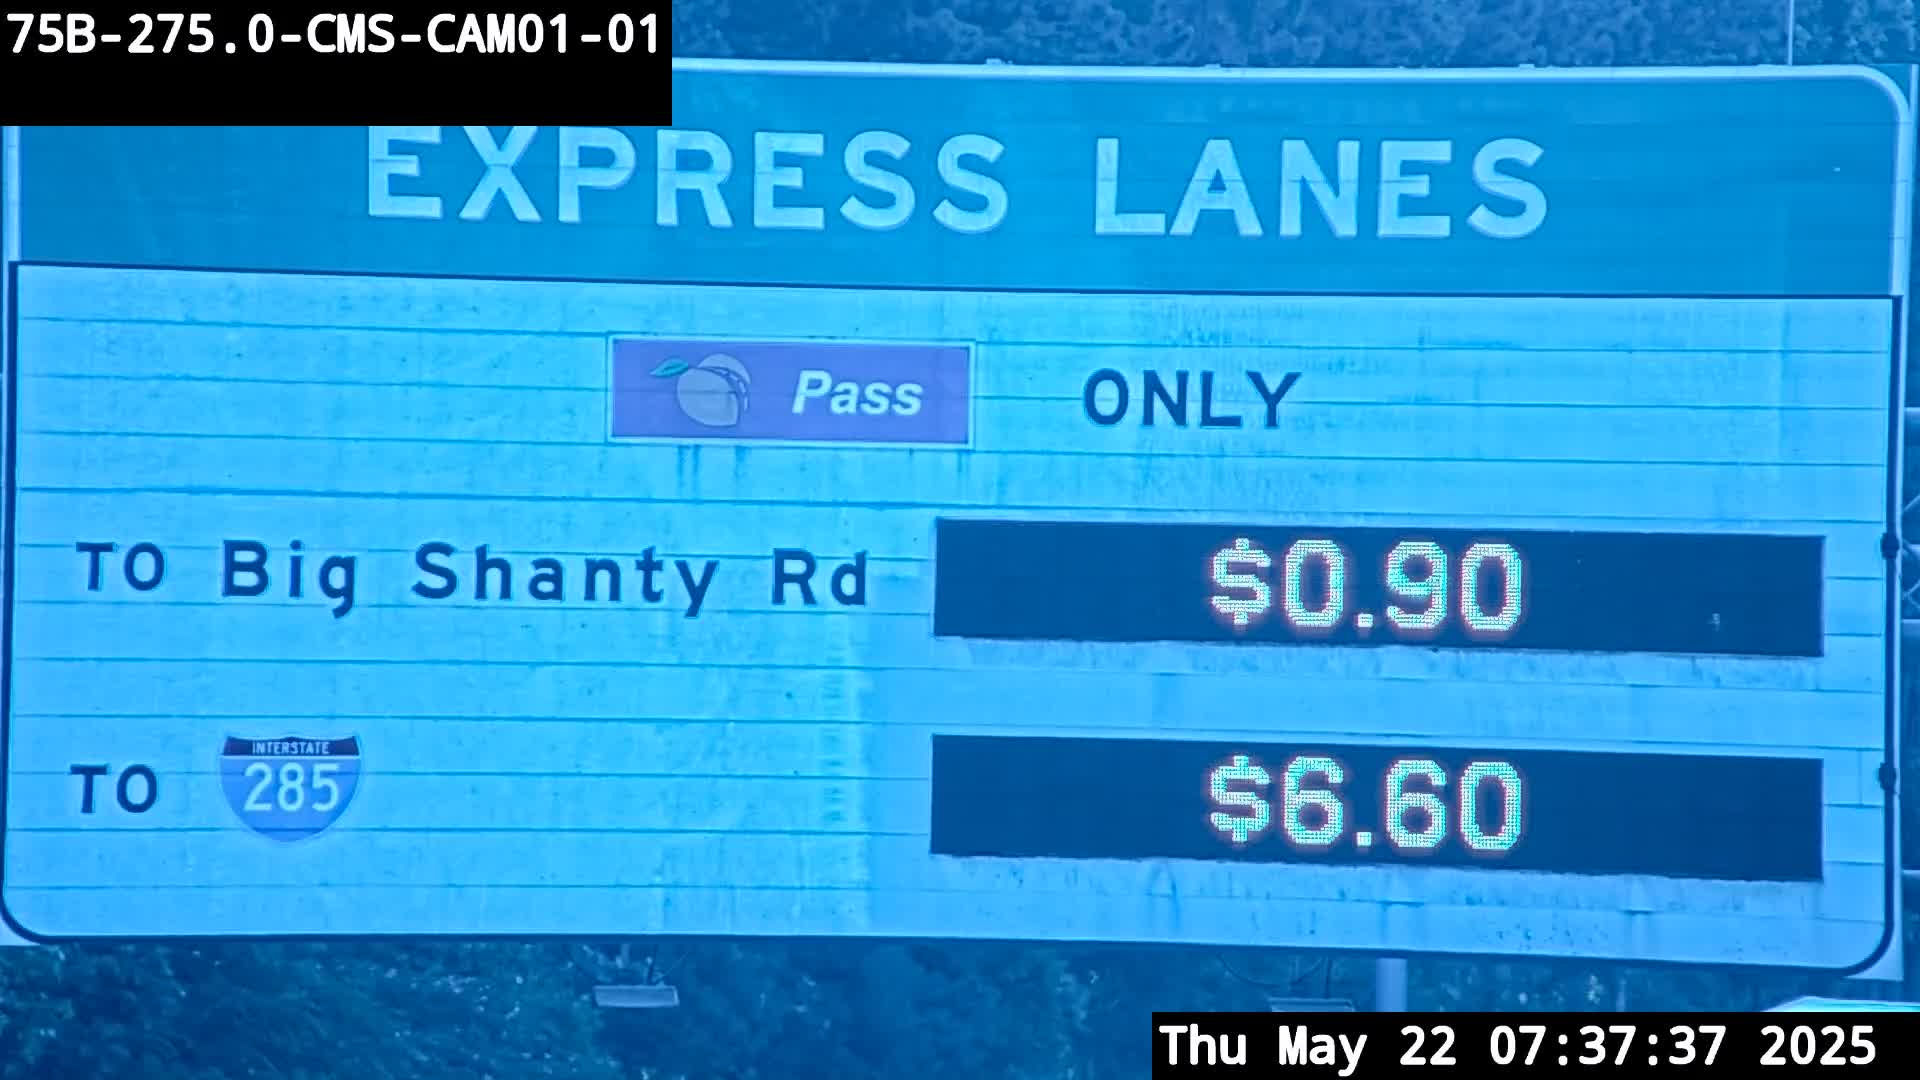 75B-275.0-CMS-CAM01-01
EXPRESS LANES
Pass ONLY
TO Big Shanty Rd $0.90
INTERSTATE
TO 285 $6.60
Thu May 22 07:37:37 2025